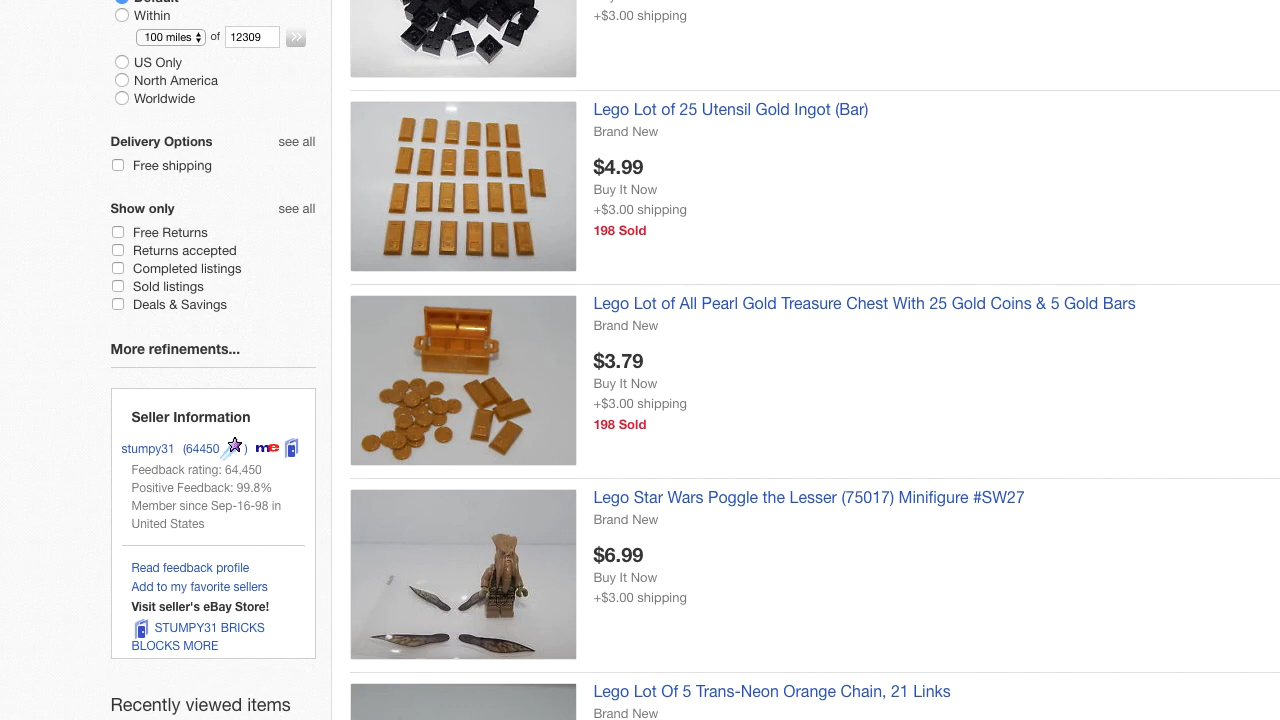 Default
Within
100 miles of 12309
US Only
North America
Worldwide
Delivery Options see all
Free shipping
Show only see all
Free Returns
Returns accepted
Completed listings
Sold listings
Deals & Savings
More refinements...
Seller Information
stumpy31 (64450 ) me
Feedback rating: 64,450
Positive Feedback: 99.8%
Member since Sep-16-98 in
United States
Read feedback profile
Add to my favorite sellers
Visit seller's eBay Store!
STUMPY31 BRICKS
BLOCKS MORE
Recently viewed items
+$3.00 shipping
Lego Lot of 25 Utensil Gold Ingot (Bar)
Brand New
$4.99
Buy It Now
+$3.00 shipping
198 Sold
Lego Lot of All Pearl Gold Treasure Chest With 25 Gold Coins & 5 Gold Bars
Brand New
$3.79
Buy It Now
+$3.00 shipping
198 Sold
Lego Star Wars Poggle the Lesser (75017) Minifigure #SW27
Brand New
$6.99
Buy It Now
+$3.00 shipping
Lego Lot Of 5 Trans-Neon Orange Chain, 21 Links
Brand New